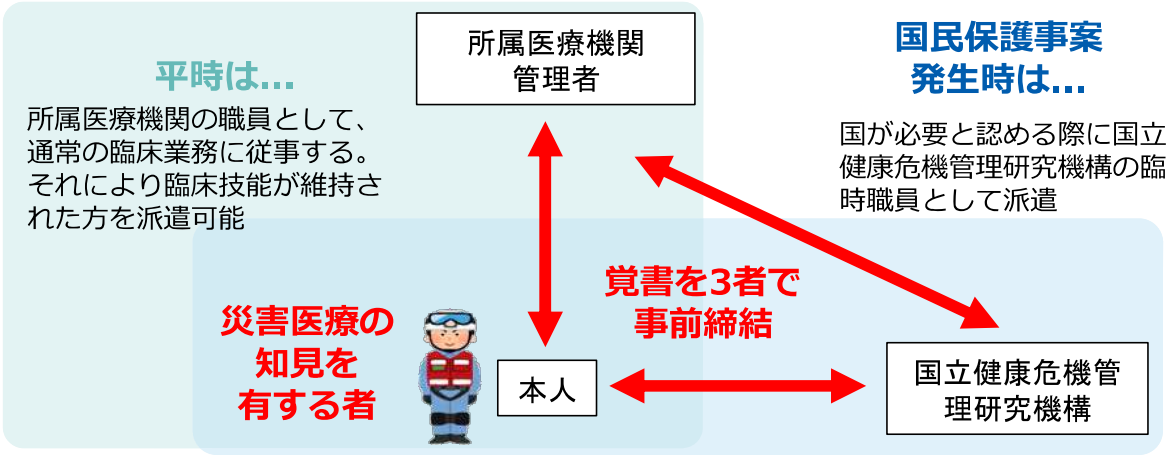 所属医療機関
管理者
平時は…
所属医療機関の職員として、
通常の臨床業務に従事する。
それにより臨床技能が維持さ
れた方を派遣可能
国民保護事案
発生時は…
国が必要と認める際に国立
健康危機管理研究機構の臨
時職員として派遣
覚書を3者で
事前締結
災害医療の
知見を
有する者
本人
国立健康危機管
理研究機構